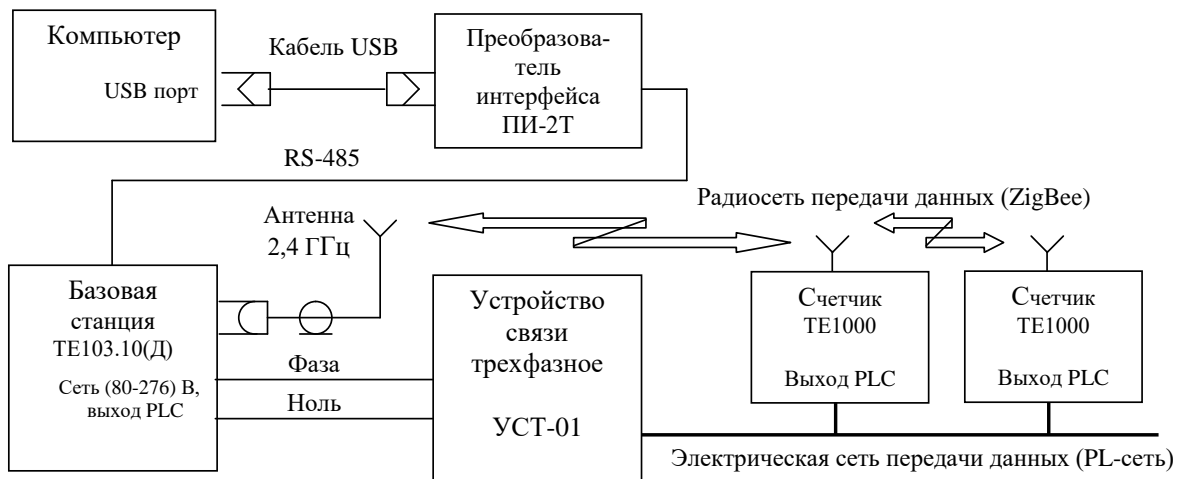 Компьютер
USB порт
Кабель USB
Преобразова-
тель
интерфейса
ПИ-2Т
RS-485
Радиосеть передачи данных (ZigBee)
Антенна
2,4 ГГц
Базовая
станция
ТЕ103.10(Д)
Сеть (80-276) В,
выход PLC
Фаза
Ноль
Устройство
связи
трехфазное
УСТ-01
Счетчик
ТЕ1000
Выход PLC
Счетчик
ТЕ1000
Выход PLC
Электрическая сеть передачи данных (PL-сеть)